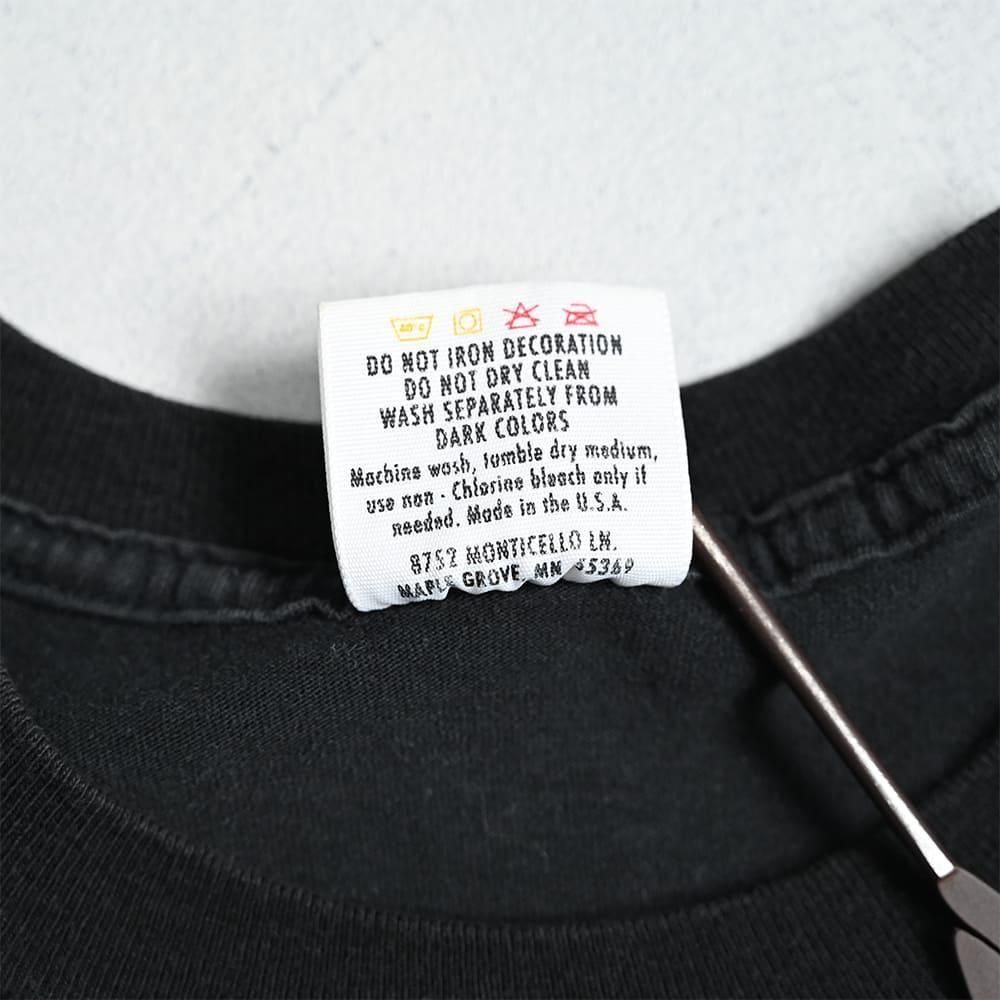 40°C
DO NOT IRON DECORATION
DO NOT DRY CLEAN
WASH SEPARATELY FROM
DARK COLORS
Machine wash, tumble dry medium,
use non - Chlorine bleach only if
needed. Made in the U.S.A.
8752 MONTICELLO LN.
MAPLE GROVE, MN 55369